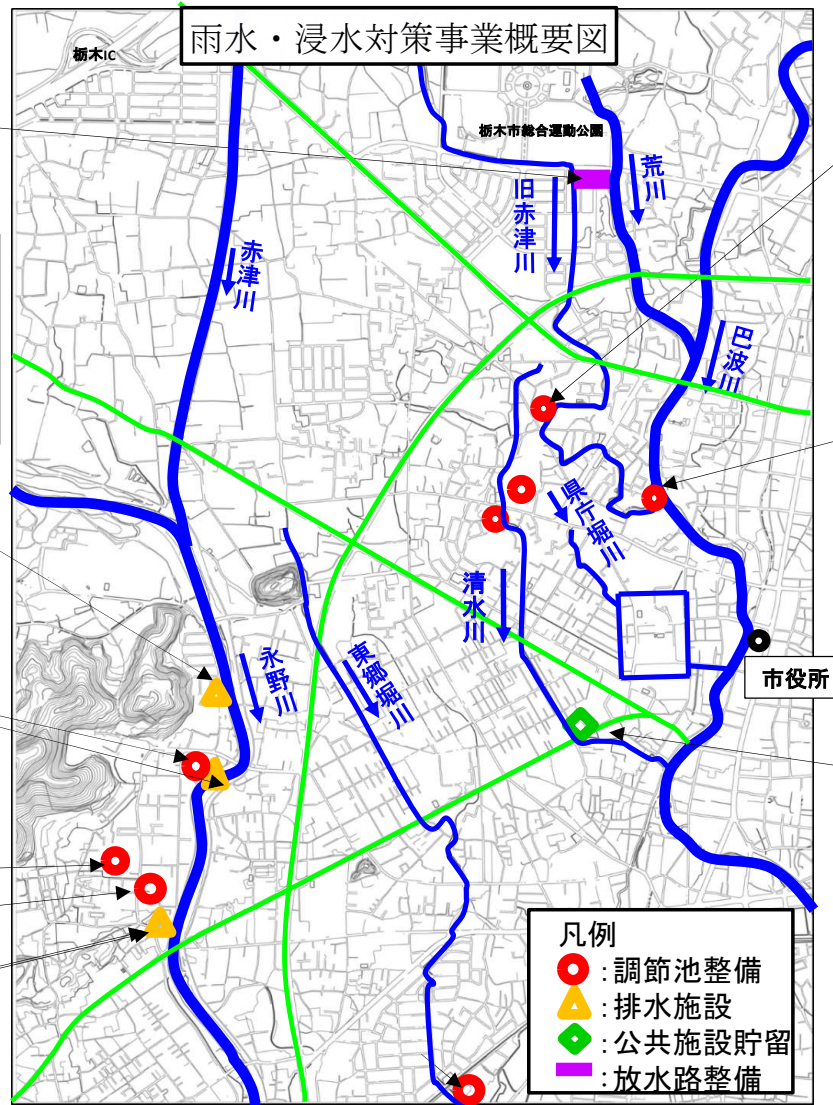 雨水・浸水対策事業概要図
栃木IC
栃木市総合運動公園
荒川
旧赤津川
赤津川
巴波川
県庁堀川
清水川
永野川
東郷堀川
市役所
凡例
:調節池整備
:排水施設
:公共施設貯留
:放水路整備